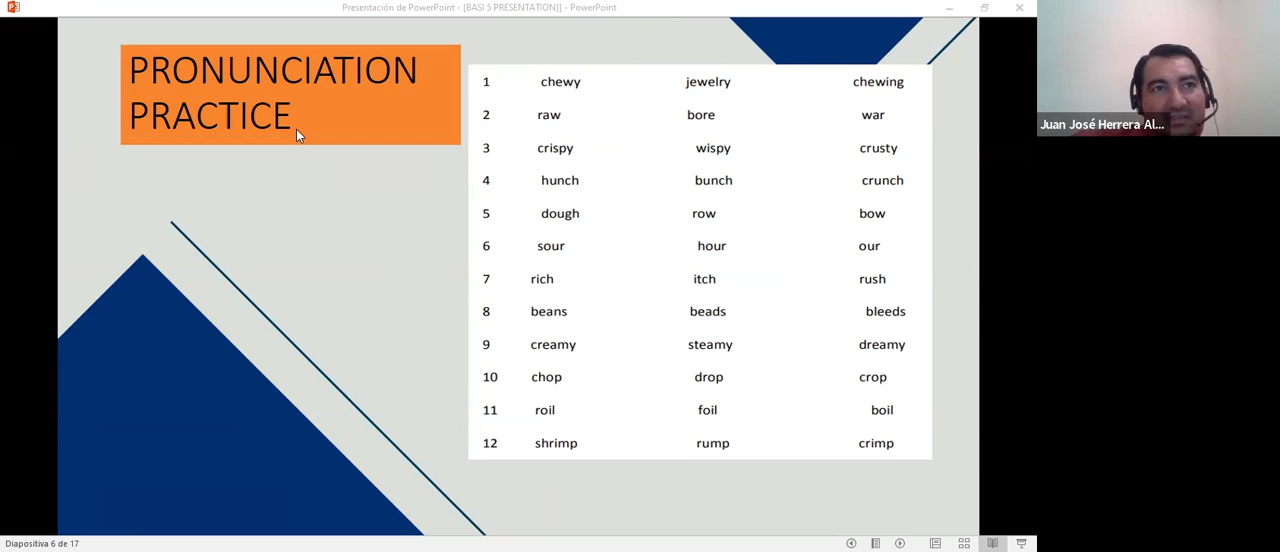 Presentación de PowerPoint - [BASI 5 PRESENTATION)] - PowerPoint
PRONUNCIATION
PRACTICE
1 chewy jewelry chewing
2 raw bore war
3 crispy wispy crusty
4 hunch bunch crunch
5 dough row bow
6 sour hour our
7 rich itch rush
8 beans beads bleeds
9 creamy steamy dreamy
10 chop drop crop
11 roil foil boil
12 shrimp rump crimp
Juan José Herrera Al...
Diapositiva 6 de 17